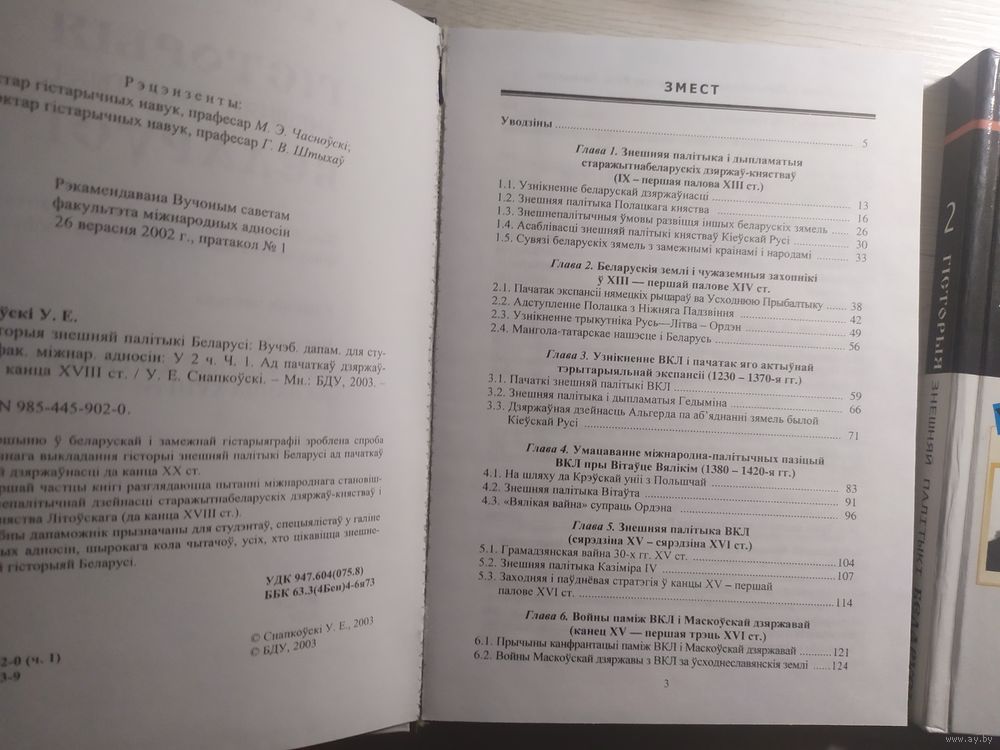 Рэцэнзенты:
гістарычных навук, прафесар М. Э. Часноўскі;
гістарычных навук, прафесар Г. В. Штыхаў
Рэкамендавана Вучоным саветам
факультэта міжнародных адносін
26 верасня 2002 г., пратакол № 1
ўскі У. Е.
торыя знешняй палітыкі Беларусі: Вучэб. дапам. для сту-
фак. міжнар. адносін: У 2 ч. Ч. 1. Ад пачаткаў дзяржаў-
канца XVIII ст. / У. Е. Снапкоўскі. – Мн.: БДУ, 2003. –
N 985-445-902-0.
ршыню ў беларускай і замежнай гістарыяграфіі зроблена спроба
ннага выкладання гісторыі знешняй палітыкі Беларусі ад пачаткаў
й дзяржаўнасці да канца XX ст.
ршай частцы кнігі разглядаюцца пытанні міжнароднага становіш-
непалітычнай дзейнасці старажытнабеларускіх дзяржаў-княстваў і
няства Літоўскага (да канца XVIII ст.).
бны дапаможнік прызначаны для студэнтаў, спецыялістаў у галіне
ых адносін, шырокага кола чытачоў, усіх, хто цікавіцца знешне-
й гісторыяй Беларусі.
УДК 947.604(075.8)
ББК 63.3(4Беи)4-6я73
© Снапкоўскі У. Е., 2003
© БДУ, 2003
2-0 (ч. 1)
3-9
ЗМЕСТ
Уводзіны 5
Глава 1. Знешняя палітыка і дыпламатыя
старажытнабеларускіх дзяржаў-княстваў
(IX – першая палова XIII ст.)
1.1. Узнікненне беларускай дзяржаўнасці 13
1.2. Знешняя палітыка Полацкага княства 16
1.3. Знешнепалітычныя ўмовы развіцця іншых беларускіх зямель 26
1.4. Асаблівасці знешняй палітыкі княстваў Кіеўскай Русі 30
1.5. Сувязі беларускіх зямель з замежнымі краінамі і народамі 33
Глава 2. Беларускія землі і чужаземныя захопнікі
ў XIII — першай палове XIV ст.
2.1. Пачатак экспансіі нямецкіх рыцараў ва Усходнюю Прыбалтыку 38
2.2. Адступленне Полацка з Ніжняга Падзвіння 42
2.3. Узнікненне трыкутніка Русь—Літва – Ордэн 49
2.4. Мангола-татарскае нашэсце і Беларусь 56
Глава 3. Узнікненне ВКЛ і пачатак яго актыўнай
тэрытарыяльнай экспансіі (1230 – 1370-я гг.)
3.1. Пачаткі знешняй палітыкі ВКЛ 59
3.2. Знешняя палітыка і дыпламатыя Гедыміна 66
3.3. Дзяржаўная дзейнасць Альгерда па аб'яднанні зямель былой
Кіеўскай Русі 71
Глава 4. Умацаванне міжнародна-палітычных пазіцый
ВКЛ пры Вітаўце Вялікім (1380 – 1420-я гг.)
4.1. На шляху да Крэўскай уніі з Польшчай 83
4.2. Знешняя палітыка Вітаўта 91
4.3. «Вялікая вайна» супраць Ордэна 96
Глава 5. Знешняя палітыка ВКЛ
(сярэдзіна XV – сярэдзіна XVI ст.)
5.1. Грамадзянская вайна 30-х гг. XV ст. 104
5.2. Знешняя палітыка Казіміра IV 107
5.3. Заходняя і паўднёвая стратэгія ў канцы XV – першай
палове XVI ст. 114
Глава 6. Войны паміж ВКЛ і Маскоўскай дзяржавай
(канец XV — першая трэць XVI ст.)
6.1. Прычыны канфрантацыі паміж ВКЛ і Маскоўскай дзяржавай 121
6.2. Войны Маскоўскай дзяржавы з ВКЛ за ўсходнеславянскія землі 124
3
2
ГІСТОРЫЯ
ЗНЕШНЯЙ ПАЛІТЫКІ
www.ay.by